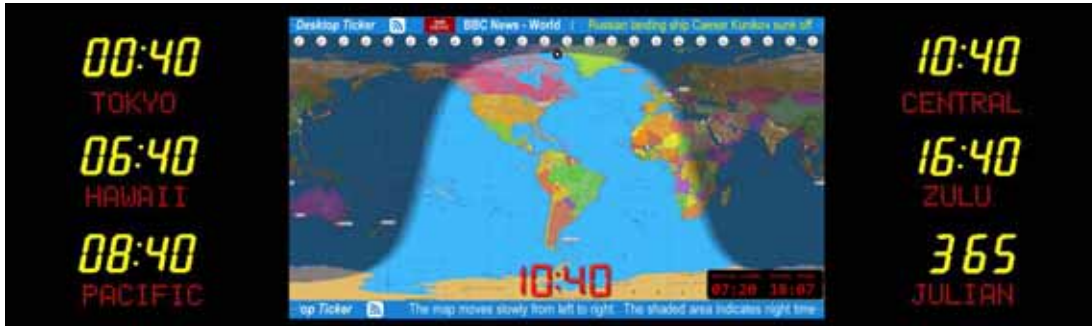 Desktop Ticker BBC News - World | Russian landing ship Caesar Kunikov sunk off
00:40
TOKYO
06:40
HAWAII
08:40
PACIFIC
10:40
CENTRAL
16:40
ZULU
365
JULIAN
10:40
07:20 18:07
op Ticker The map moves slowly from left to right The shaded area indicates night time